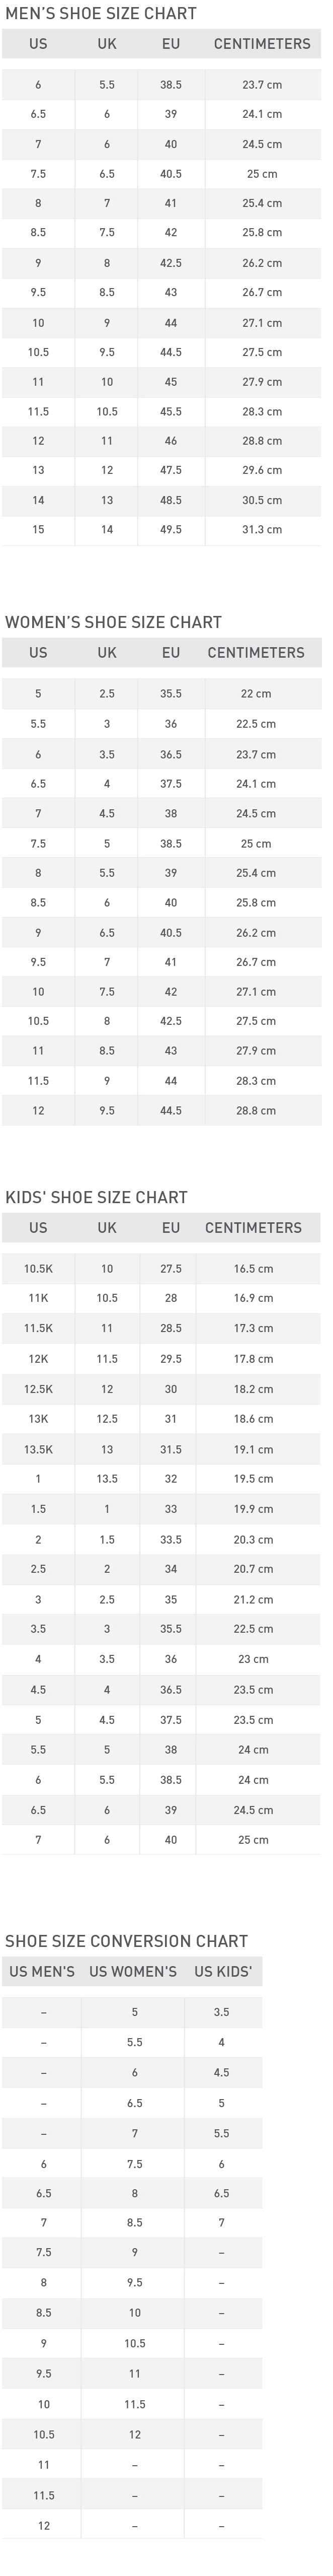 MEN’S SHOE SIZE CHART
US UK EU CENTIMETERS
6 5.5 38.5 23.7 cm
6.5 6 39 24.1 cm
7 6 40 24.5 cm
7.5 6.5 40.5 25 cm
8 7 41 25.4 cm
8.5 7.5 42 25.8 cm
9 8 42.5 26.2 cm
9.5 8.5 43 26.7 cm
10 9 44 27.1 cm
10.5 9.5 44.5 27.5 cm
11 10 45 27.9 cm
11.5 10.5 45.5 28.3 cm
12 11 46 28.8 cm
13 12 47.5 29.6 cm
14 13 48.5 30.5 cm
15 14 49.5 31.3 cm
WOMEN’S SHOE SIZE CHART
US UK EU CENTIMETERS
5 2.5 35.5 22 cm
5.5 3 36 22.5 cm
6 3.5 36.5 23.7 cm
6.5 4 37.5 24.1 cm
7 4.5 38 24.5 cm
7.5 5 38.5 25 cm
8 5.5 39 25.4 cm
8.5 6 40 25.8 cm
9 6.5 40.5 26.2 cm
9.5 7 41 26.7 cm
10 7.5 42 27.1 cm
10.5 8 42.5 27.5 cm
11 8.5 43 27.9 cm
11.5 9 44 28.3 cm
12 9.5 44.5 28.8 cm
KIDS' SHOE SIZE CHART
US UK EU CENTIMETERS
10.5K 10 27.5 16.5 cm
11K 10.5 28 16.9 cm
11.5K 11 28.5 17.3 cm
12K 11.5 29.5 17.8 cm
12.5K 12 30 18.2 cm
13K 12.5 31 18.6 cm
13.5K 13 31.5 19.1 cm
1 13.5 32 19.5 cm
1.5 1 33 19.9 cm
2 1.5 33.5 20.3 cm
2.5 2 34 20.7 cm
3 2.5 35 21.2 cm
3.5 3 35.5 22.5 cm
4 3.5 36 23 cm
4.5 4 36.5 23.5 cm
5 4.5 37.5 23.5 cm
5.5 5 38 24 cm
6 5.5 38.5 24 cm
6.5 6 39 24.5 cm
7 6 40 25 cm
SHOE SIZE CONVERSION CHART
US MEN'S US WOMEN'S US KIDS'
– 5 3.5
– 5.5 4
– 6 4.5
– 6.5 5
– 7 5.5
6 7.5 6
6.5 8 6.5
7 8.5 7
7.5 9 –
8 9.5 –
8.5 10 –
9 10.5 –
9.5 11 –
10 11.5 –
10.5 12 –
11 – –
11.5 – –
12 – –